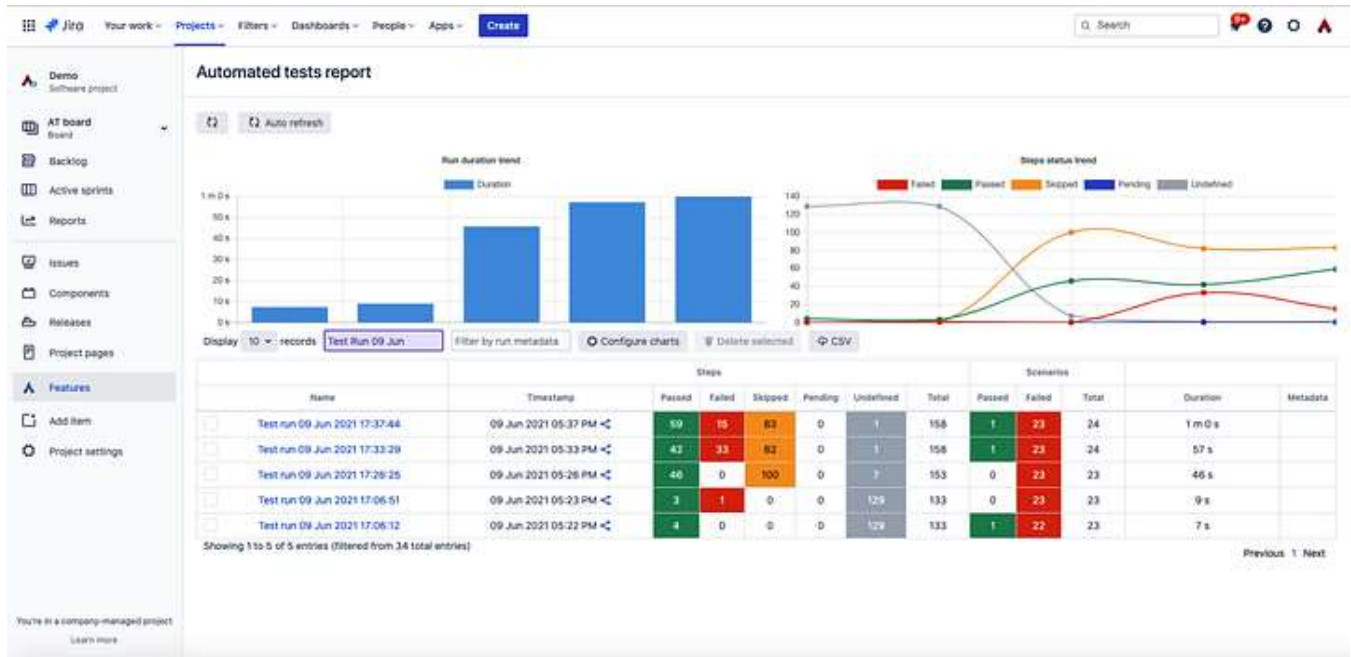 Jira Your work Projects Filters Dashboards People Apps Create Search 9+
Demo
Software project
AT board
Board
Backlog
Active sprints
Reports
Issues
Components
Releases
Project pages
Features
Add item
Project settings
You're in a company-managed project
Learn more
Automated tests report
Auto refresh
Run duration trend
Duration
1 m 0 s
50 s
40 s
30 s
20 s
10 s
0 s
Steps status trend
Failed Passed Skipped Pending Undefined
140
120
100
80
60
40
20
0
Display 10 records Test Run 09 Jun Filter by run metadata Configure charts Delete selected CSV
Steps Scenarios
Name Timestamp Passed Failed Skipped Pending Undefined Total Passed Failed Total Duration Metadata
Test run 09 Jun 2021 17:37:44 09 Jun 2021 05:37 PM 59 15 83 0 1 158 1 23 24 1 m 0 s
Test run 09 Jun 2021 17:33:29 09 Jun 2021 05:33 PM 42 33 82 0 1 158 1 23 24 57 s
Test run 09 Jun 2021 17:26:25 09 Jun 2021 05:26 PM 46 0 100 0 7 153 0 23 23 46 s
Test run 09 Jun 2021 17:06:51 09 Jun 2021 05:23 PM 3 1 0 0 129 133 0 23 23 9 s
Test run 09 Jun 2021 17:06:12 09 Jun 2021 05:22 PM 4 0 0 0 129 133 1 22 23 7 s
Showing 1 to 5 of 5 entries (filtered from 34 total entries)
Previous 1 Next